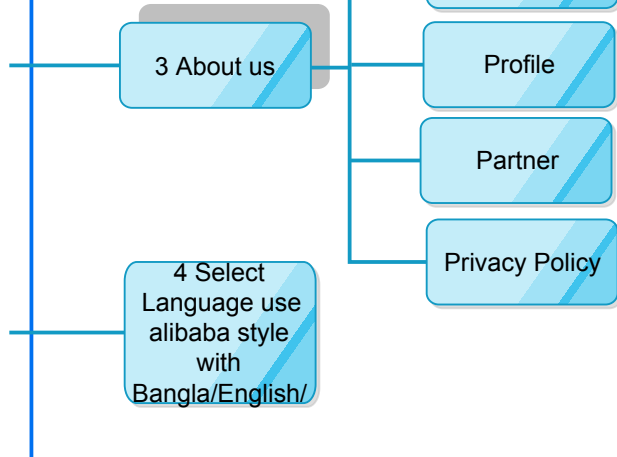 3 About us
Profile
Partner
Privacy Policy
4 Select
Language use
alibaba style
with
Bangla/English/